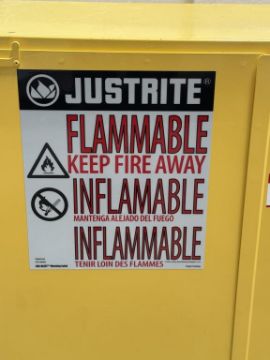 JUSTRITE®
FLAMMABLE
KEEP FIRE AWAY
INFLAMABLE
MANTENGA ALEJADO DEL FUEGO
INFLAMMABLE
TENIR LOIN DES FLAMMES